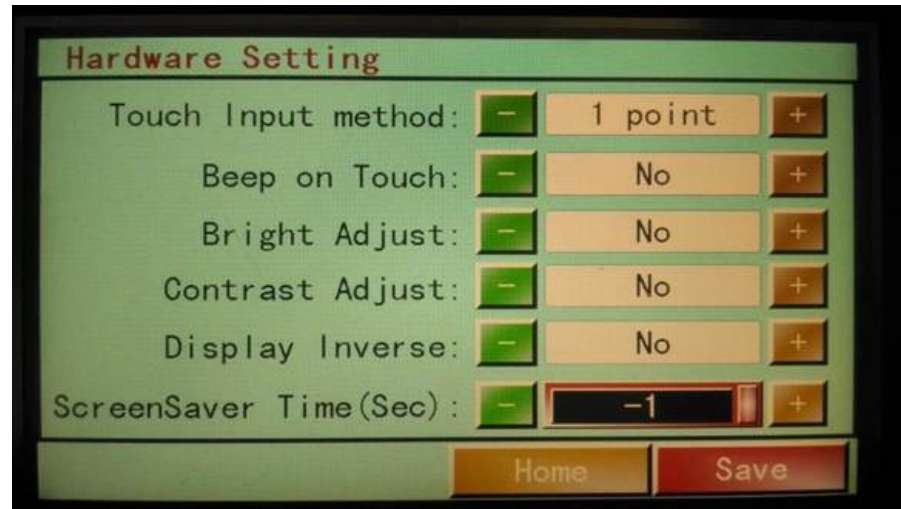 Hardware Setting
Touch Input method: - 1 point +
Beep on Touch: - No +
Bright Adjust: - No +
Contrast Adjust: - No +
Display Inverse: - No +
ScreenSaver Time(Sec): - -1 +
Home Save